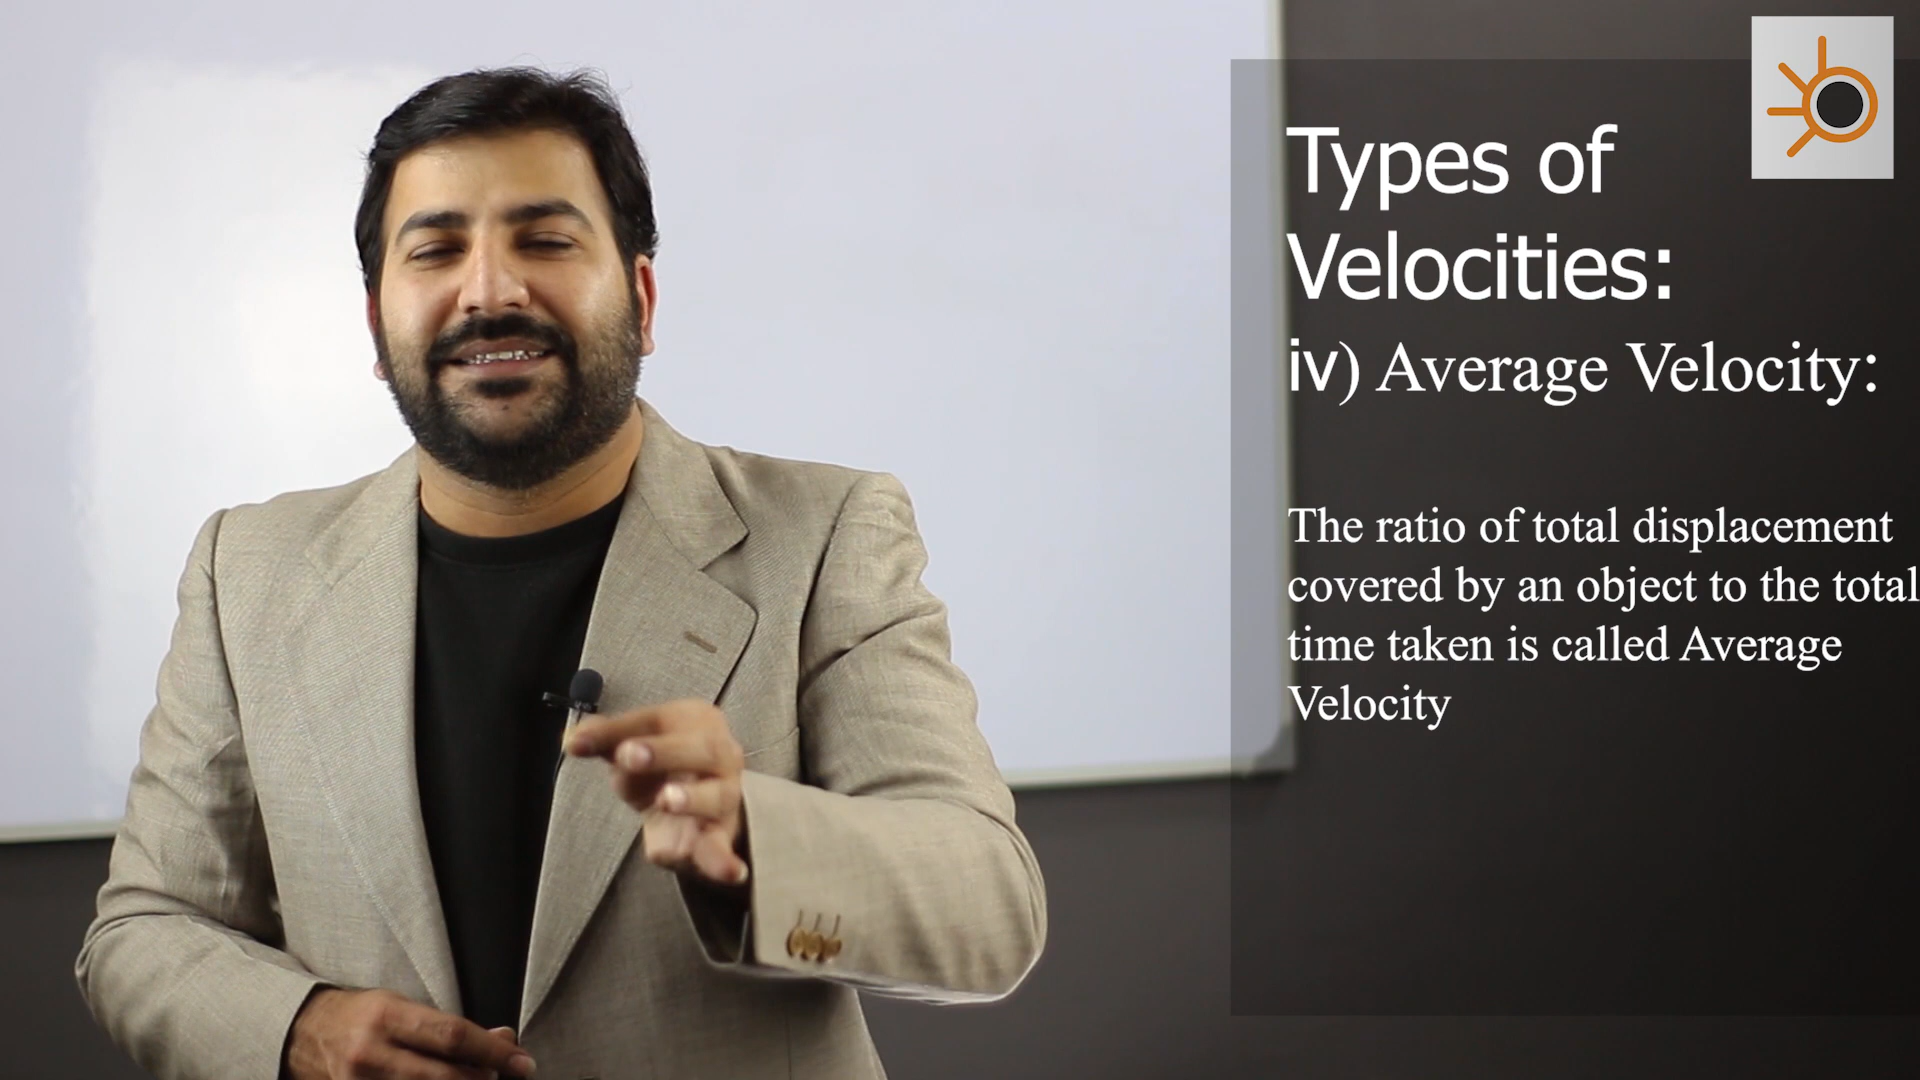 Types of
Velocities:
iv) Average Velocity:
The ratio of total displacement
covered by an object to the total
time taken is called Average
Velocity